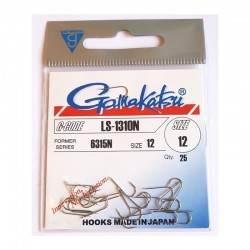 Gamakatsu
G-CODE LS-1310N SIZE
FORMER SERIES 6315N SIZE 12 12
Qty. 25
HOOKS MADE IN JAPAN